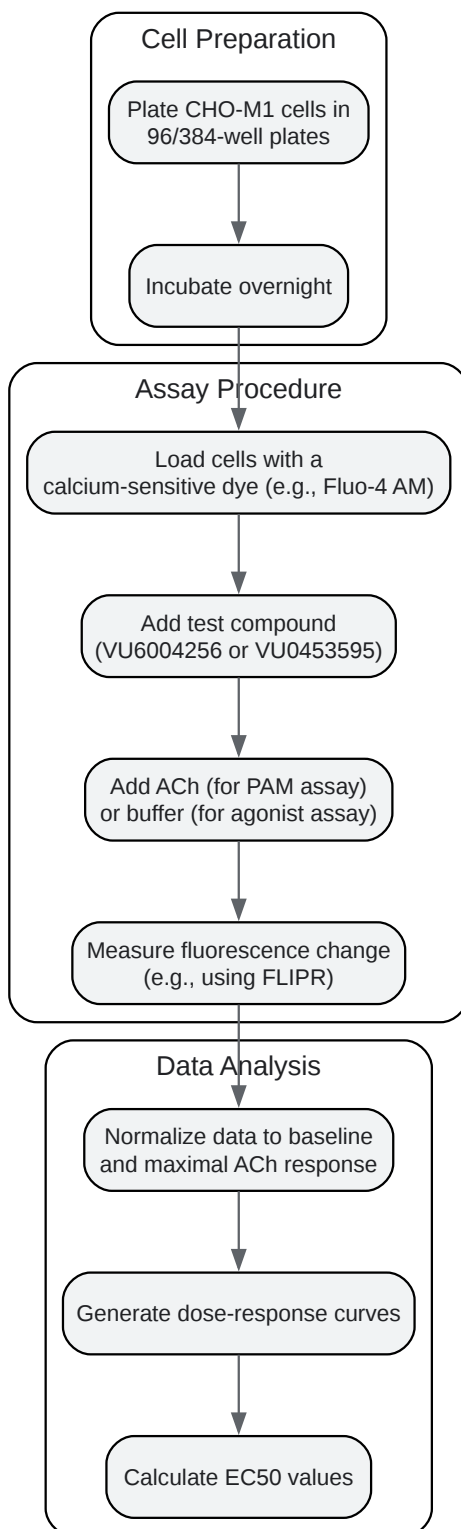 Cell Preparation
Plate CHO-M1 cells in
96/384-well plates
Incubate overnight
Assay Procedure
Load cells with a
calcium-sensitive dye (e.g., Fluo-4 AM)
Add test compound
(VU6004256 or VU0453595)
Add ACh (for PAM assay)
or buffer (for agonist assay)
Measure fluorescence change
(e.g., using FLIPR)
Data Analysis
Normalize data to baseline
and maximal ACh response
Generate dose-response curves
Calculate EC50 values